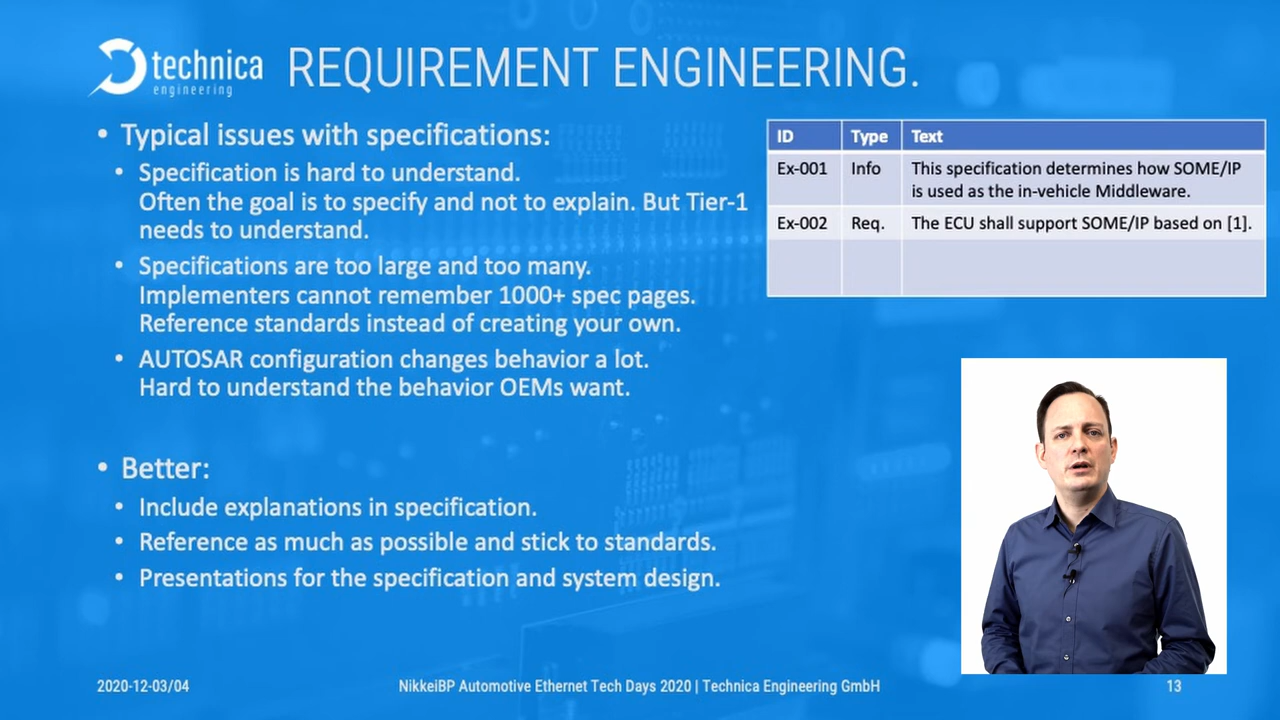 technica
engineering
REQUIREMENT ENGINEERING.
• Typical issues with specifications:
• Specification is hard to understand.
Often the goal is to specify and not to explain. But Tier-1
needs to understand.
• Specifications are too large and too many.
Implementers cannot remember 1000+ spec pages.
Reference standards instead of creating your own.
• AUTOSAR configuration changes behavior a lot.
Hard to understand the behavior OEMs want.
• Better:
• Include explanations in specification.
• Reference as much as possible and stick to standards.
• Presentations for the specification and system design.
ID Type Text
Ex-001 Info This specification determines how SOME/IP
is used as the in-vehicle Middleware.
Ex-002 Req. The ECU shall support SOME/IP based on [1].
2020-12-03/04
NikkeiBP Automotive Ethernet Tech Days 2020 | Technica Engineering GmbH
13